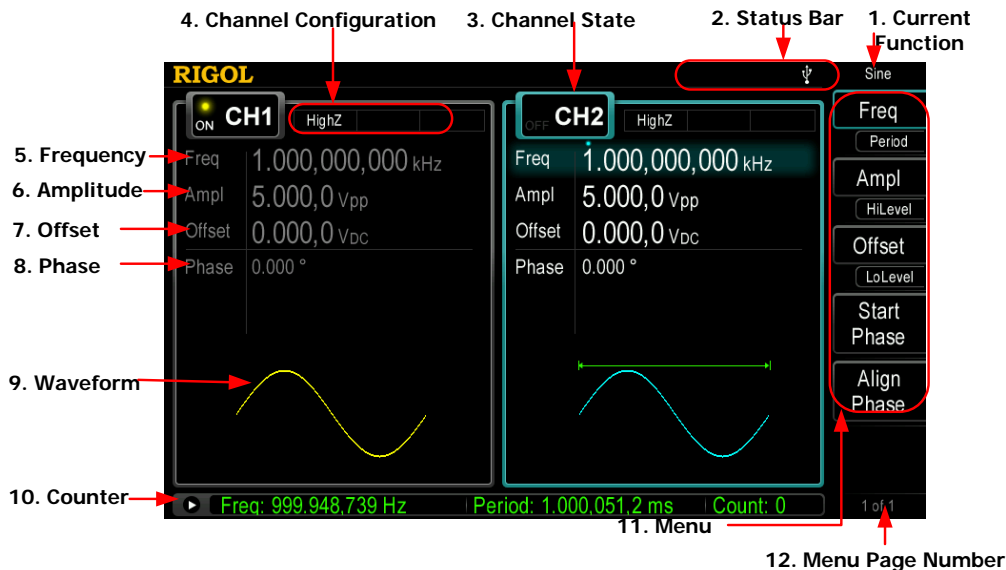 4. Channel Configuration
3. Channel State
2. Status Bar
1. Current Function
RIGOL
Sine
ON CH1 HighZ
OFF CH2 HighZ
Freq
Period
Ampl
HiLevel
Offset
LoLevel
Start Phase
Align Phase
5. Frequency
Freq 1.000,000,000 kHz
6. Amplitude
Ampl 5.000,0 Vpp
7. Offset
Offset 0.000,0 VDC
8. Phase
Phase 0.000 °
Freq 1.000,000,000 kHz
Ampl 5.000,0 Vpp
Offset 0.000,0 VDC
Phase 0.000 °
9. Waveform
10. Counter
Freq: 999.948,739 Hz Period: 1.000,051,2 ms Count: 0
1 of 1
11. Menu
12. Menu Page Number